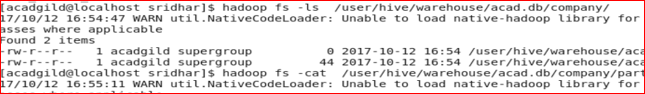 [acadgild@localhost sridhar]$ hadoop fs -ls /user/hive/warehouse/acad.db/company/
17/10/12 16:54:47 WARN util.NativeCodeLoader: Unable to load native-hadoop library for
asses where applicable
Found 2 items
-rw-r--r-- 1 acadgild supergroup 0 2017-10-12 16:54 /user/hive/warehouse/aca
-rw-r--r-- 1 acadgild supergroup 44 2017-10-12 16:54 /user/hive/warehouse/aca
[acadgild@localhost sridhar]$ hadoop fs -cat /user/hive/warehouse/acad.db/company/part
17/10/12 16:55:11 WARN util.NativeCodeLoader: Unable to load native-hadoop library for